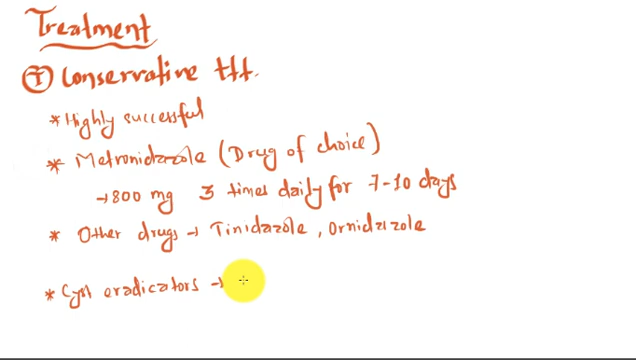 Treatment
① Conservative ttt.
* Highly successful
* Metronidazole (Drug of choice)
→ 800 mg 3 times daily for 7-10 days
* Other drugs → Tinidazole, Ornidazole
* Cyst eradicators →